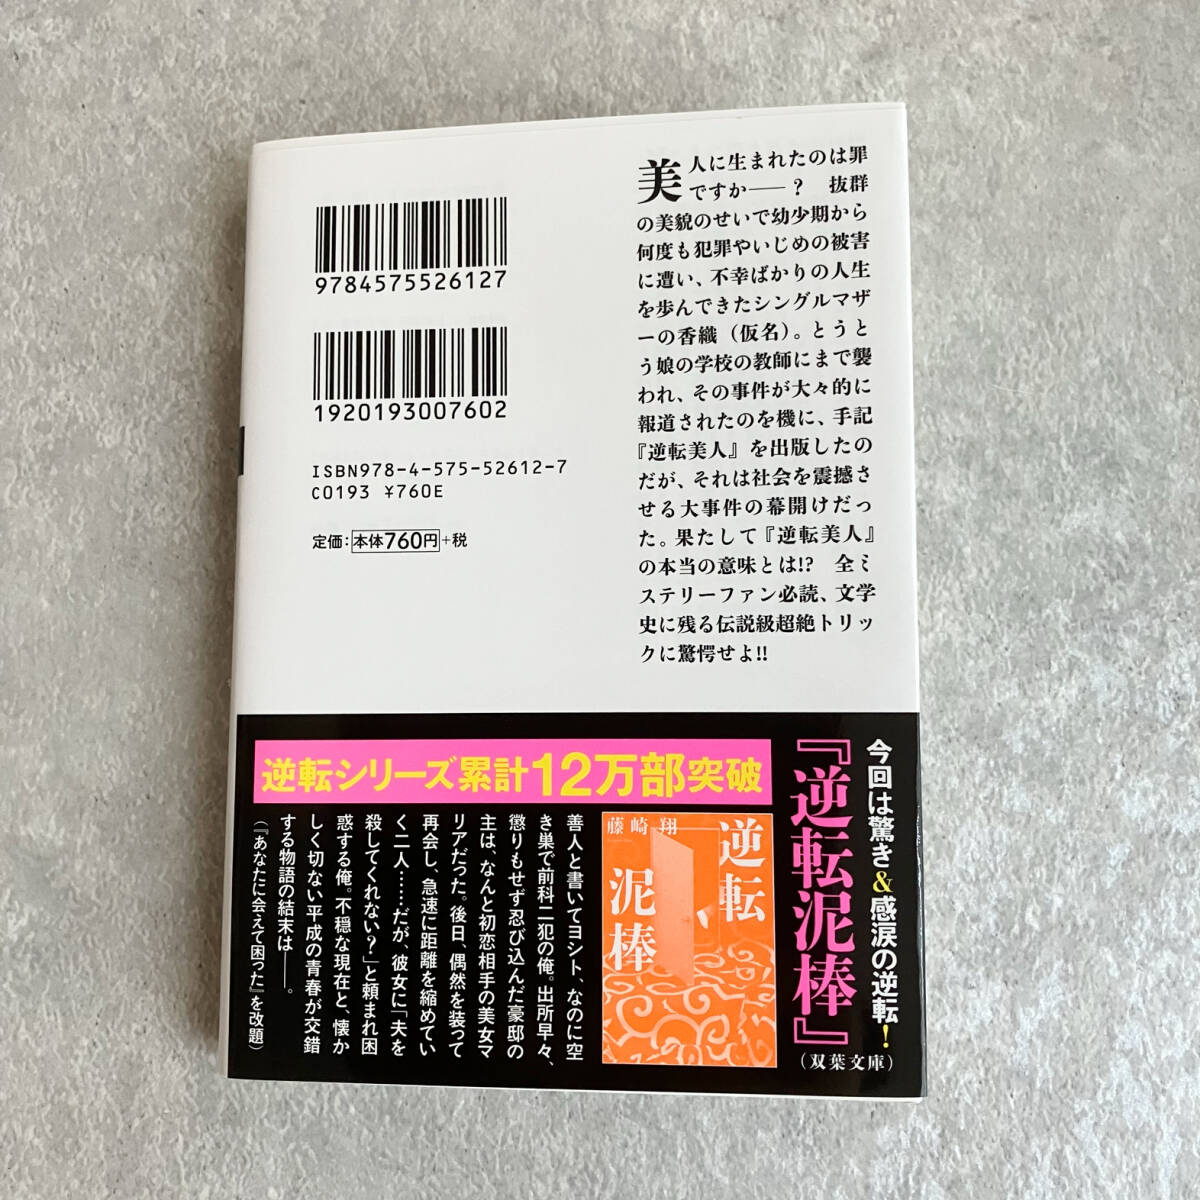 9784575526127
1920193007602
ISBN978-4-575-52612-7
C0193 ¥760E
定価：本体760円+税
美人に生まれたのは罪
ですか――？　抜群
の美貌のせいで幼少期から
何度も犯罪やいじめの被害
に遭い、不幸ばかりの人生
を歩んできたシングルマザ
ーの香織（仮名）。とうと
う娘の学校の教師にまで襲
われ、その事件が大々的に
報道されたのを機に、手記
『逆転美人』を出版したの
だが、それは社会を震撼さ
せる大事件の幕開けだっ
た。果たして『逆転美人』
の本当の意味とは!?　全ミ
ステリーファン必読、文学
史に残る伝説級超絶トリッ
クに驚愕せよ!!
今回は驚き&感涙の逆転！
『逆転泥棒』
（双葉文庫）
逆転シリーズ累計12万部突破
藤崎翔
逆転
泥棒
善人と書いてヨシト、なのに空
き巣で前科二犯の俺。出所早々、
懲りもせず忍び込んだ豪邸の
主は、なんと初恋相手の美女マ
リアだった。後日、偶然を装って
再会し、急速に距離を縮めてい
く二人……だが、彼女に「夫を
殺してくれない？」と頼まれ困
惑する俺。不穏な現在と、懐か
しく切ない平成の青春が交錯
する物語の結末は――。
（『あなたに会えて困った』を改題）